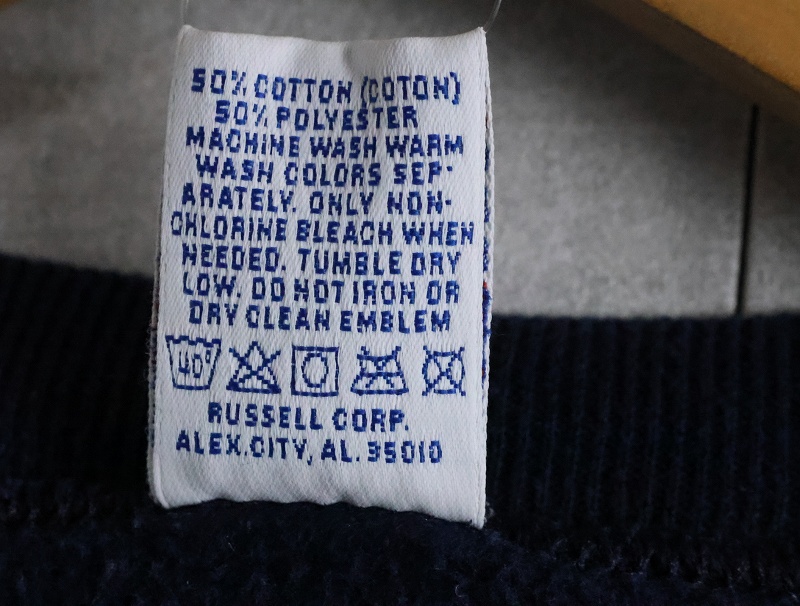 50% COTTON (COTON)
50% POLYESTER
MACHINE WASH WARM
WASH COLORS SEP-
ARATELY. ONLY NON-
CHLORINE BLEACH WHEN
NEEDED. TUMBLE DRY
LOW. DO NOT IRON OR
DRY CLEAN EMBLEM
40°
RUSSELL CORP.
ALEX.CITY, AL. 35010